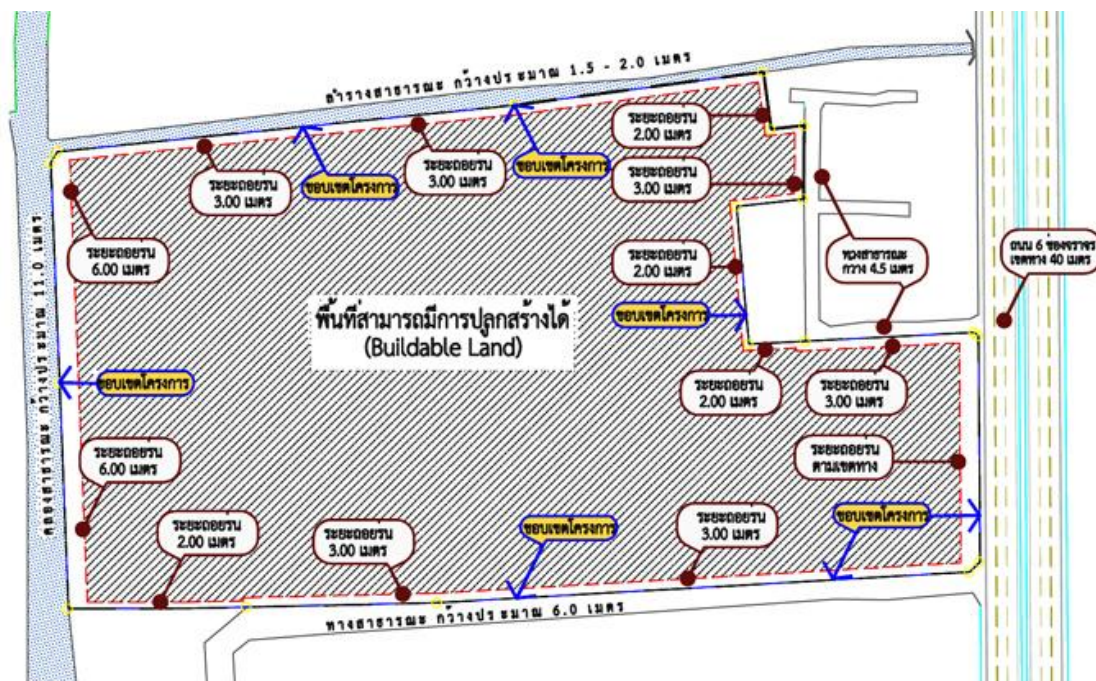 ลำรางสาธารณะ กว้างประมาณ 1.5 - 2.0 เมตร
ระยะถอยร่น
2.00 เมตร
ระยะถอยร่น
3.00 เมตร
ขอบเขตโครงการ
ระยะถอยร่น
3.00 เมตร
ขอบเขตโครงการ
ระยะถอยร่น
3.00 เมตร
ระยะถอยร่น
6.00 เมตร
ระยะถอยร่น
2.00 เมตร
ทางสาธารณะ
กว้าง 4.5 เมตร
ถนน 6 ช่องจราจร
เขตทาง 40 เมตร
คลองสาธารณะ กว้างประมาณ 11.0 เมตร
พื้นที่สามารถมีการปลูกสร้างได้
(Buildable Land)
ขอบเขตโครงการ
ขอบเขตโครงการ
ระยะถอยร่น
2.00 เมตร
ระยะถอยร่น
3.00 เมตร
ระยะถอยร่น
6.00 เมตร
ระยะถอยร่น
ตามเขตทาง
ระยะถอยร่น
2.00 เมตร
ระยะถอยร่น
3.00 เมตร
ขอบเขตโครงการ
ระยะถอยร่น
3.00 เมตร
ขอบเขตโครงการ
ทางสาธารณะ กว้างประมาณ 6.0 เมตร